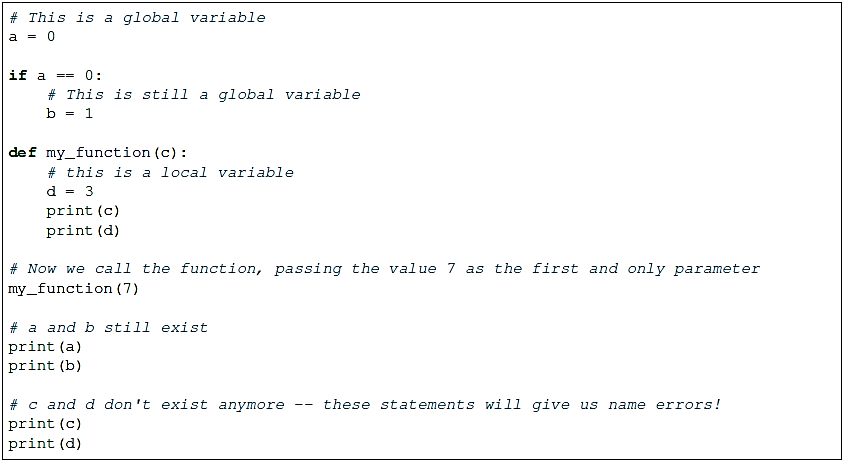 # This is a global variable
a = 0
if a == 0:
    # This is still a global variable
    b = 1
def my_function(c):
    # this is a local variable
    d = 3
    print(c)
    print(d)
# Now we call the function, passing the value 7 as the first and only parameter
my_function(7)
# a and b still exist
print(a)
print(b)
# c and d don't exist anymore -- these statements will give us name errors!
print(c)
print(d)